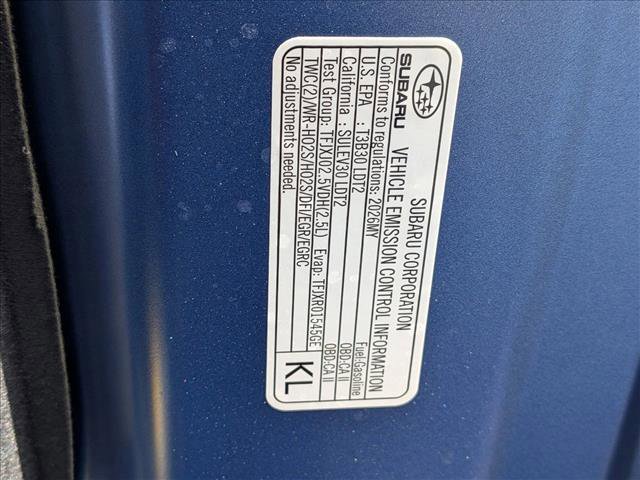 SUBARU CORPORATION
SUBARU VEHICLE EMISSION CONTROL INFORMATION
Conforms to regulations: 2026MY Fuel:Gasoline
U.S. EPA : T3B30 LDT2 OBD:CA II
California : SULEV30 LDT2 OBD:CA II
Test Group: TFJXJ02.5VDH(2.5L) Evap: TFJXR01545GE
TWC(2)/WR-HO2S/HO2S/DFI/EGR/EGRC
No adjustments needed.
KL